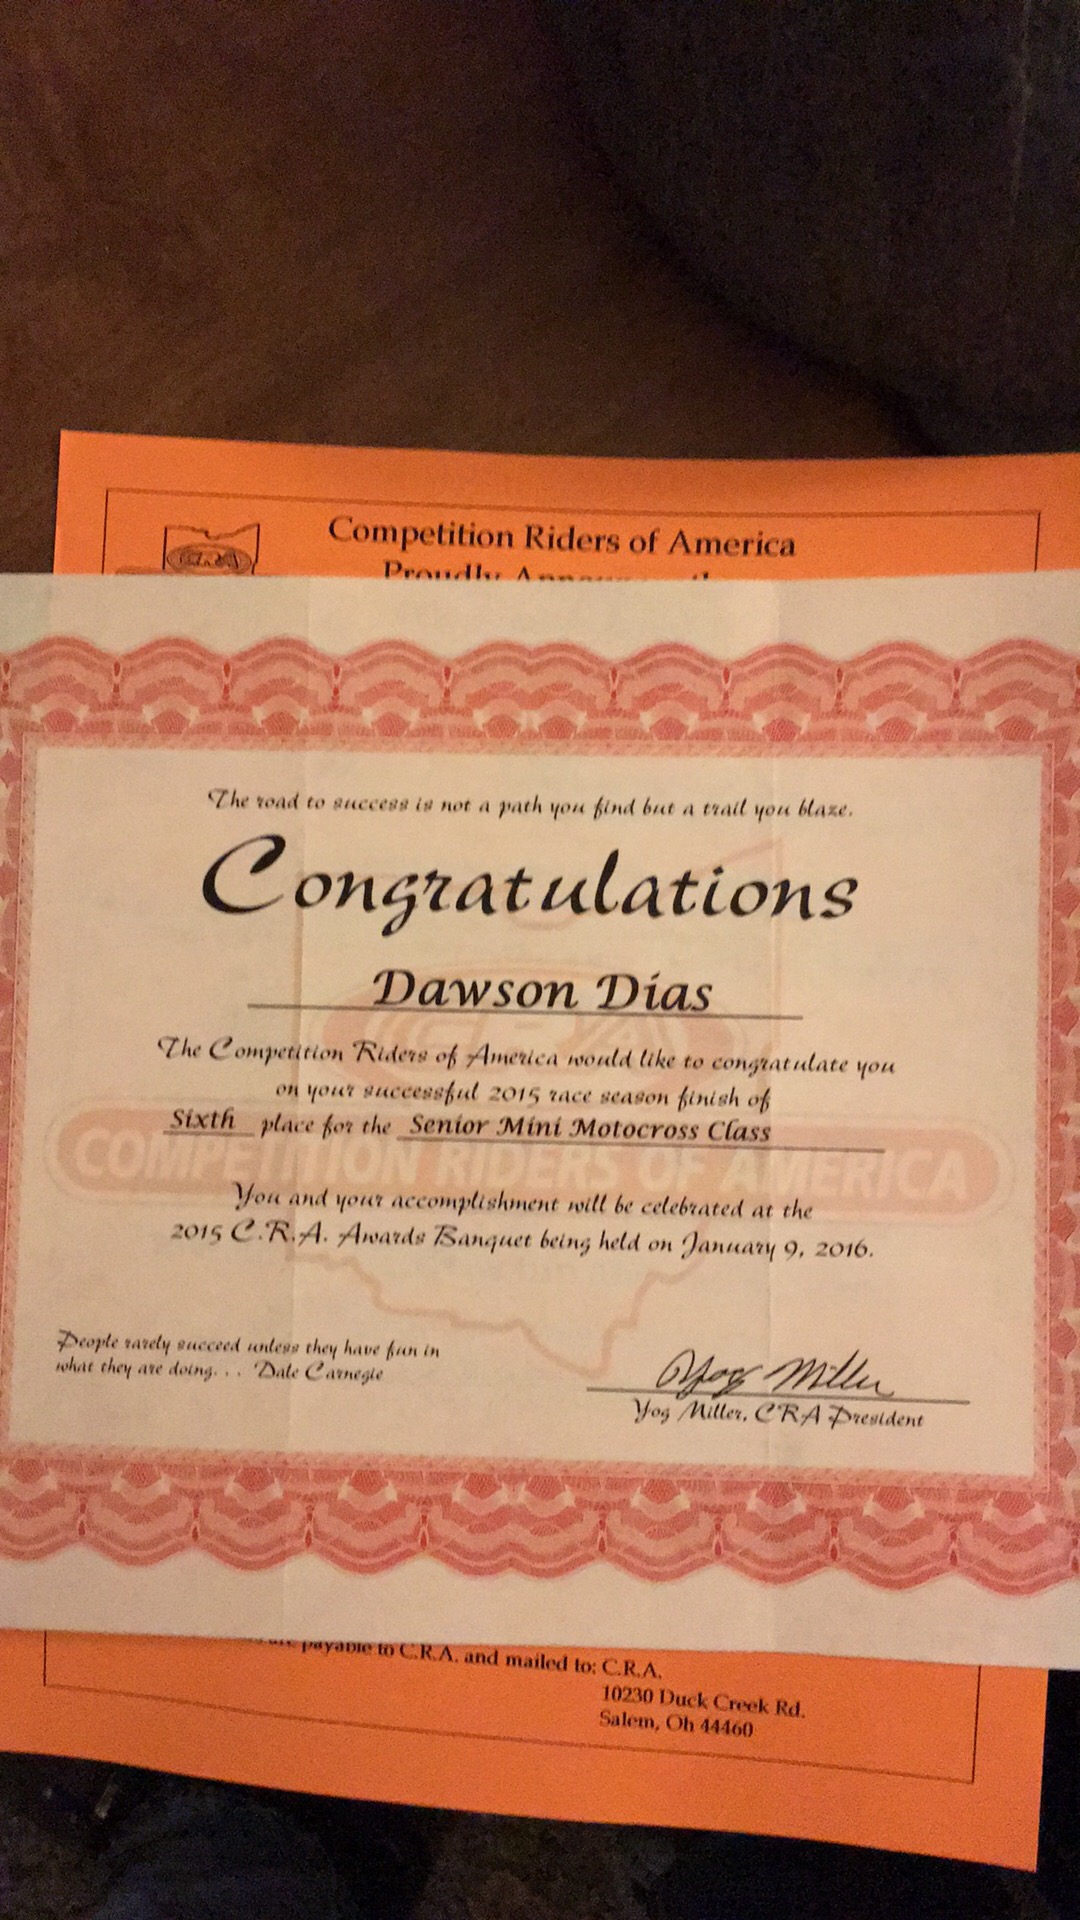 Competition Riders of America
Proudly
The road to success is not a path you find but a trail you blaze.
Congratulations
Dawson Dias
The Competition Riders of America would like to congratulate you
on your successful 2015 race season finish of
Sixth place for the Senior Mini Motocross Class
COMPETITION RIDERS OF AMERICA
You and your accomplishment will be celebrated at the
2015 C.R.A. Awards Banquet being held on January 9, 2016.
People rarely succeed unless they have fun in
what they are doing. . . Dale Carnegie
Yog Miller
Yog Miller, CRA President
are payable to C.R.A. and mailed to: C.R.A.
10230 Duck Creek Rd.
Salem, Oh 44460